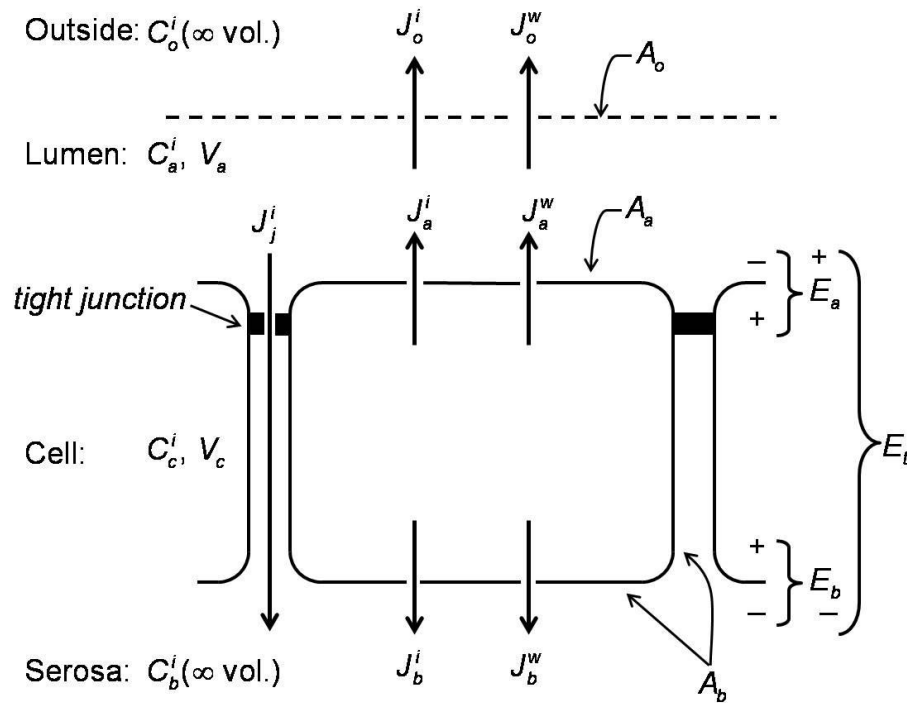 Outside: C_o^i (∞ vol.) J_o^i J_o^w
A_o
Lumen: C_a^i, V_a
J_j^i J_a^i J_a^w A_a
− +
tight junction E_a
+
Cell: C_c^i, V_c E_t
+
E_b
− −
Serosa: C_b^i (∞ vol.) J_b^i J_b^w A_b